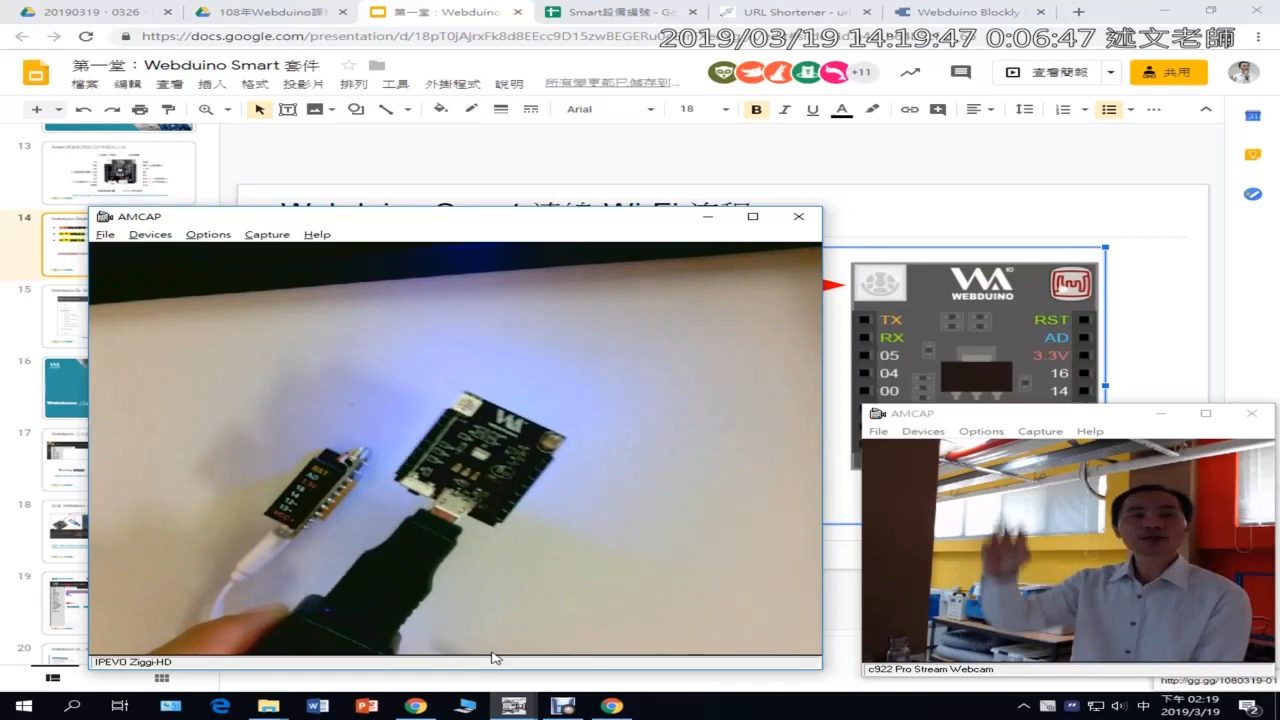 20190319、0326
108年Webduino課
第一堂：Webduino
Smart設備編號 - Go
URL Shortener - ur
Webduino Blockly
https://docs.google.com/presentation/d/18pT0jAjrxFk8d8EEcc9D15zwBEGERu
2019/03/19 14:19:47 0:06:47 述文老師
第一堂：Webduino Smart 套件
檔案 編輯 查看 插入 格式 投影片 排列 工具 外掛程式 說明
所有變更都已儲存到...
+11
查看簡報
共用
Arial
18
B I U A
31
13
14
15
16
17
18
19
20
AMCAP
File Devices Options Capture Help
IPEVO Ziggi-HD
WEBDUINO
TX RST
RX AD
05 3.3V
04 16
00 14
AMCAP
File Devices Options Capture Help
c922 Pro Stream Webcam
http://gg.gg/1080319-01
中
下午 02:19
2019/3/19
2